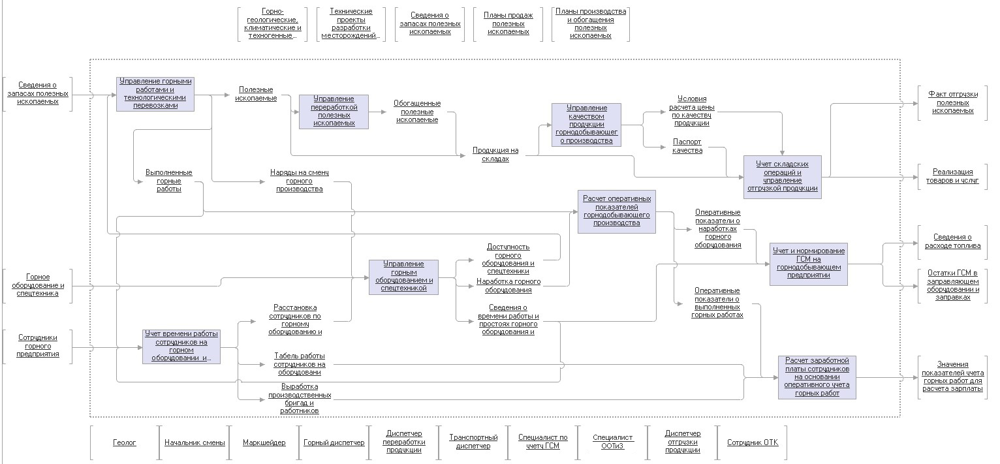 Горно-
геологические,
климатические и
техногенные...
Технические
проекты
разработки
месторождений...
Сведения о
запасах полезных
ископаемых
Планы продаж
полезных
ископаемых
Планы производства
и обогащения
полезных
ископаемых
Сведения о
запасах полезных
ископаемых
Управление горными
работами и
технологическими
перевозками
Полезные
ископаемые
Управление
переработкой
полезных
ископаемых
Обогащенные
полезные
ископаемые
Управление
качеством
продукции
горнодобывающег
о производства
Условия
расчета цены
по качеству
продукции
Паспорт
качества
Факт отгрузки
полезных
ископаемых
Продукция на
складах
Учет складских
операций и
управление
отгрузкой продукции
Реализация
товаров и услуг
Выполненные
горные
работы
Наряды на смену
горного
производства
Расчет оперативных
показателей
горнодобывающего
производства
Оперативные
показатели о
наработках
горного
оборудования
Сведения о
расходе топлива
Доступность
горного
оборудования и
спецтехники
Учет и нормирование
ГСМ на
горнодобывающем
предприятии
Горное
оборудование и
спецтехника
Управление
горным
оборудованием и
спецтехникой
Наработка горного
оборудования
Остатки ГСМ в
заправляющем
оборудовании и
заправках
Расстановка
сотрудников по
горному
оборудованию и
Сведения о
времени работы и
простоях горного
оборудования и
Оперативные
показатели о
выполненных
горных работах
Сотрудники
горного
предприятия
Учет времени работы
сотрудников на
горном
оборудовании и...
Табель работы
сотрудников на
оборудовани
Выработка
производственных
бригад и
работников
Расчет заработной
платы сотрудников
на основании
оперативного учета
горных работ
Значения
показателей учета
горных работ для
расчета зарплаты
Геолог
Начальник смены
Маркшейдер
Горный диспетчер
Диспетчер
переработки
продукции
Транспортный
диспетчер
Специалист по
учету ГСМ
Специалист
ООТиЗ
Диспетчер
отгрузки
продукции
Сотрудник ОТК